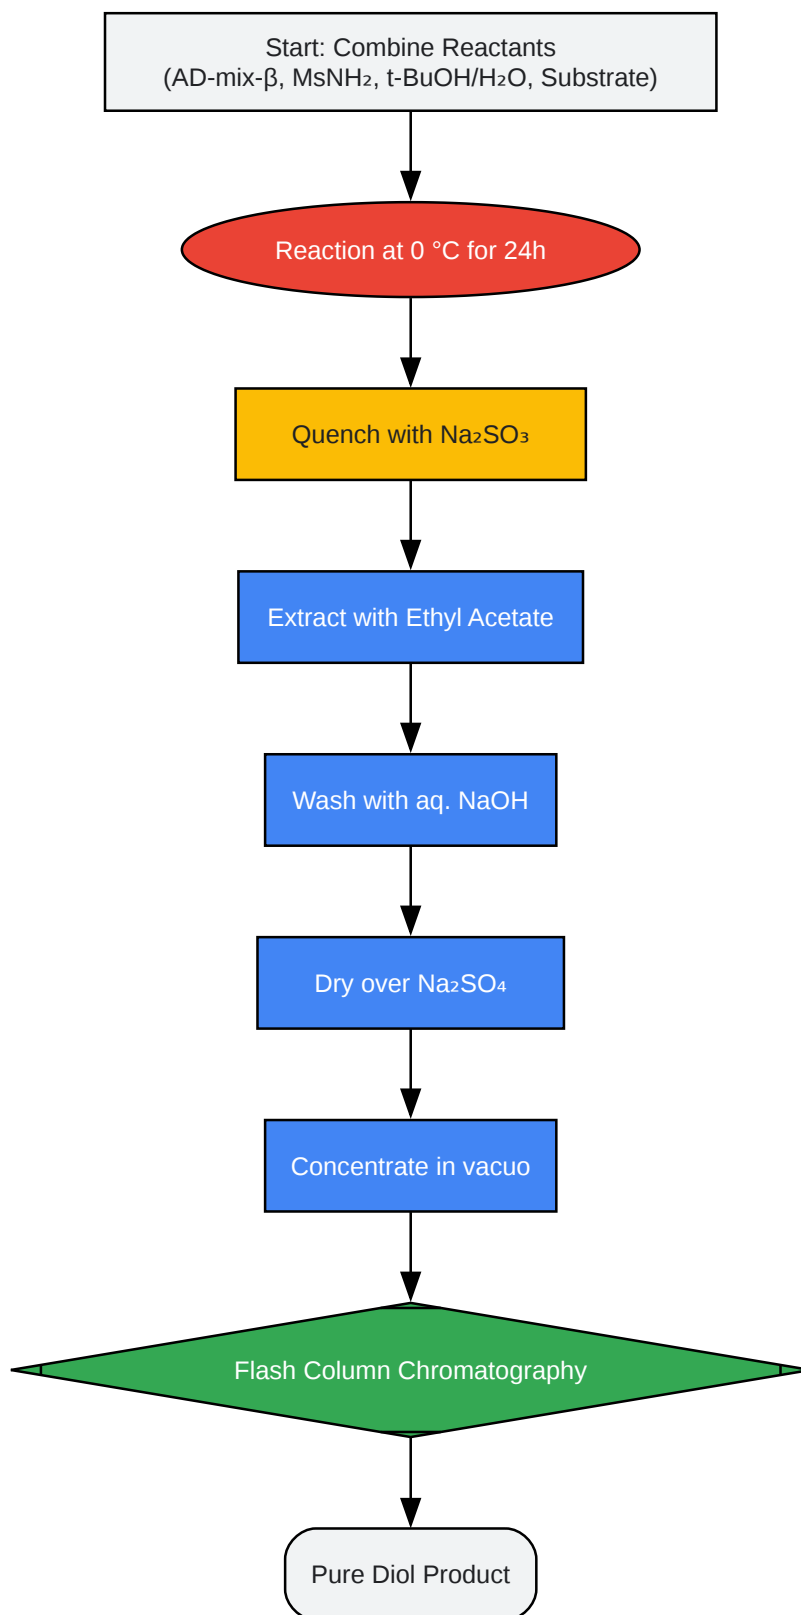 Start: Combine Reactants
(AD-mix-β, MsNH₂, t-BuOH/H₂O, Substrate)
Reaction at 0 °C for 24h
Quench with Na₂SO₃
Extract with Ethyl Acetate
Wash with aq. NaOH
Dry over Na₂SO₄
Concentrate in vacuo
Flash Column Chromatography
Pure Diol Product